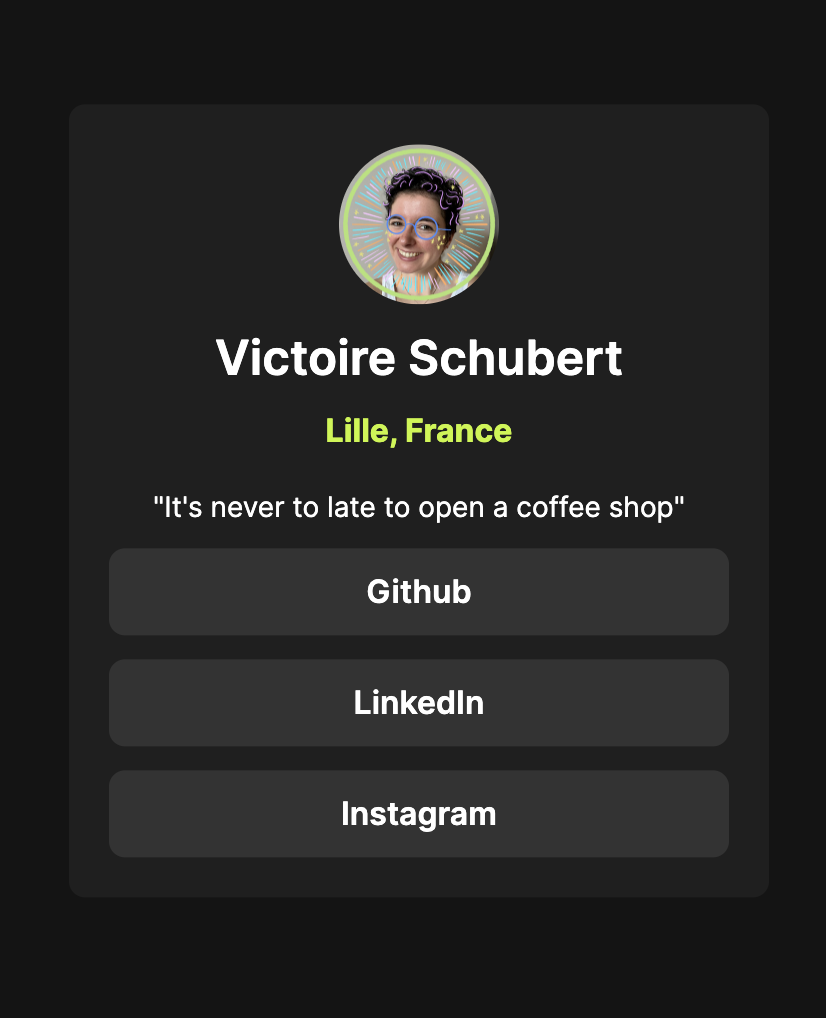 Victoire Schubert
Lille, France
"It's never to late to open a coffee shop"
Github
LinkedIn
Instagram